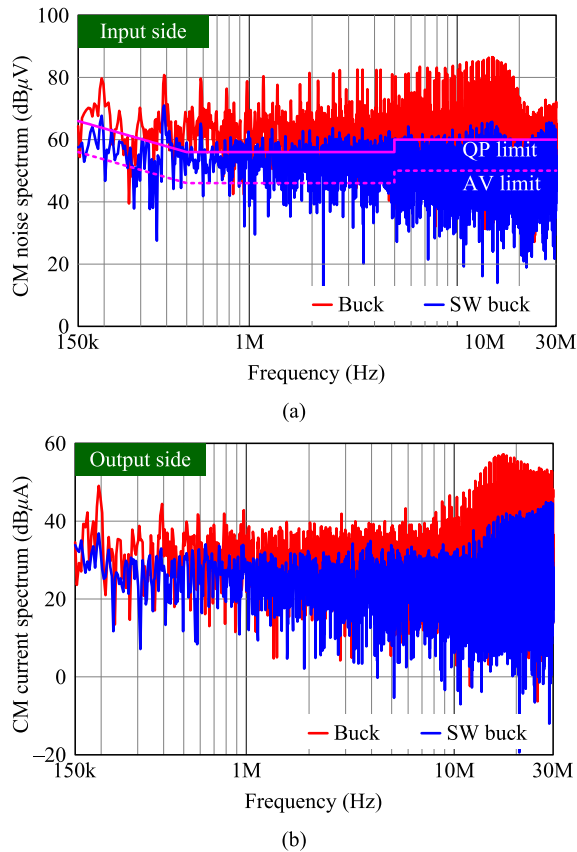 Input side
CM noise spectrum (dBμV)
100
80
60
40
20
0
QP limit
AV limit
Buck
SW buck
150k
1M
10M
30M
Frequency (Hz)
(a)
Output side
CM current spectrum (dBμA)
60
40
20
0
−20
Buck
SW buck
150k
1M
10M
30M
Frequency (Hz)
(b)